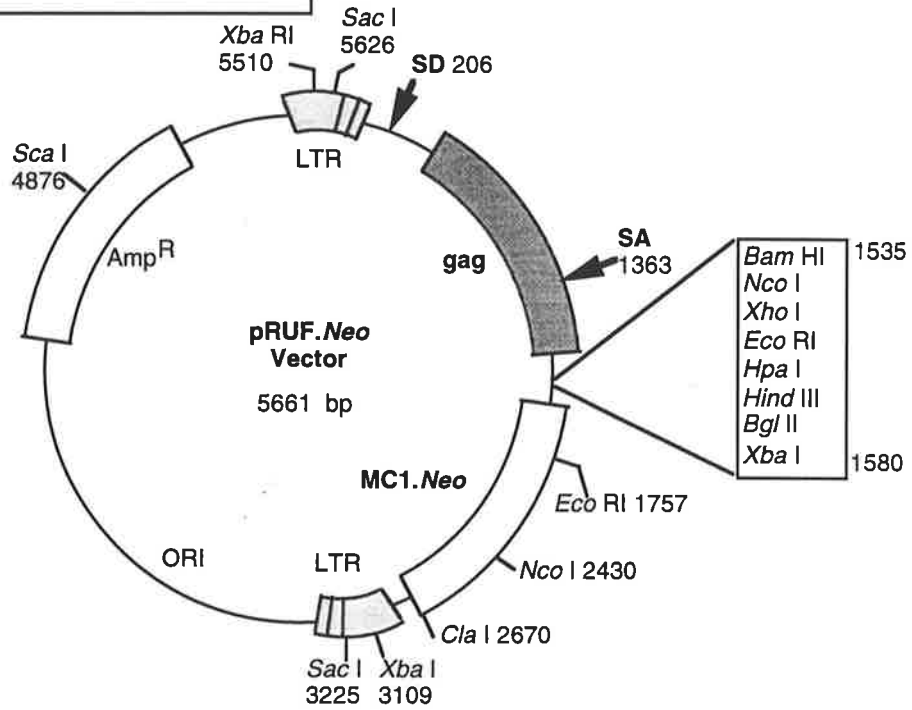 Xba RI
5510
Sac I
5626
SD 206
LTR
Sca I
4876
AmpR
gag
SA
1363
Bam HI 1535
Nco I
Xho I
Eco RI
Hpa I
Hind III
Bgl II
Xba I 1580
pRUF.Neo
Vector
5661 bp
MC1.Neo
Eco RI 1757
Nco I 2430
Cla I 2670
ORI
LTR
Sac I
3225
Xba I
3109